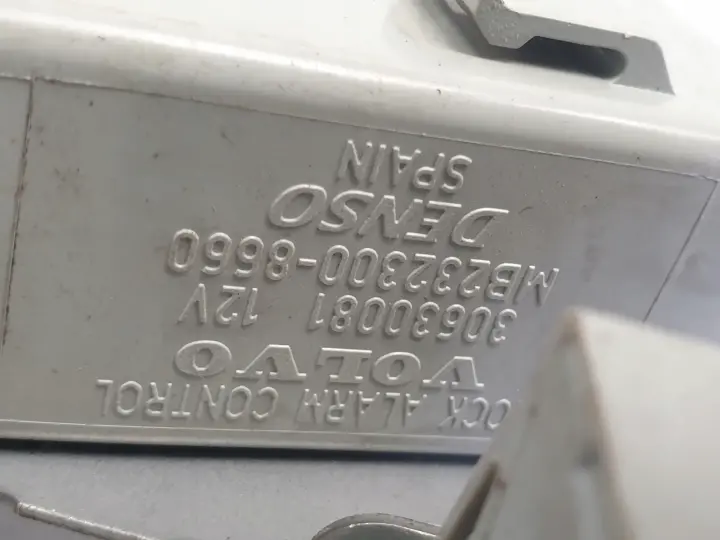 OCK ALARM CONTROL
VOLVO
30630081 12V
MB232300-8660
DENSO
SPAIN